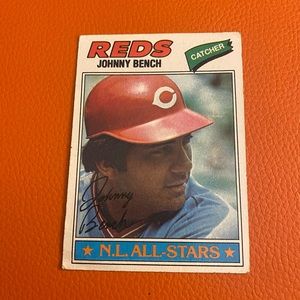 REDS
JOHNNY BENCH
CATCHER
C
Johnny
Bench
★ N.L. ALL-STARS ★